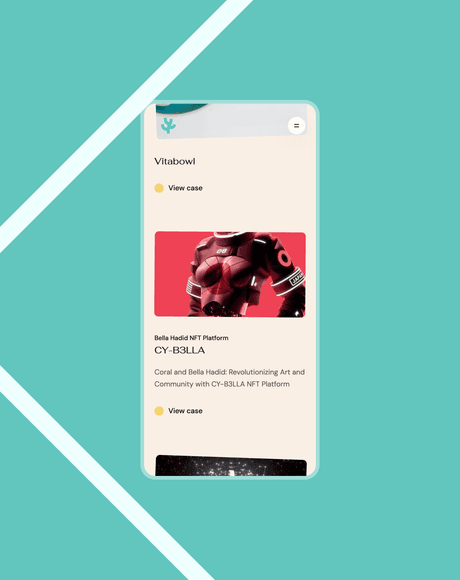 Vitabowl
View case
Bella Hadid NFT Platform
CY-B3LLA
Coral and Bella Hadid: Revolutionizing Art and
Community with CY-B3LLA NFT Platform
View case